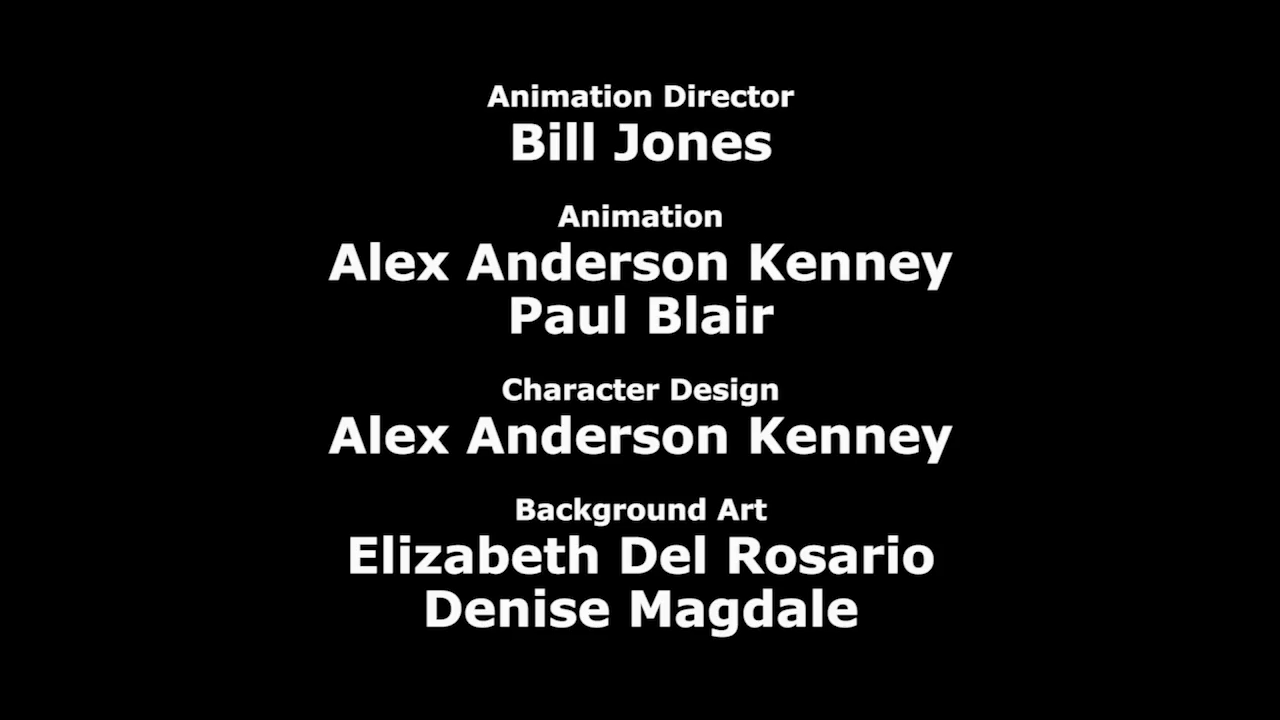 Animation Director
Bill Jones
Animation
Alex Anderson Kenney
Paul Blair
Character Design
Alex Anderson Kenney
Background Art
Elizabeth Del Rosario
Denise Magdale